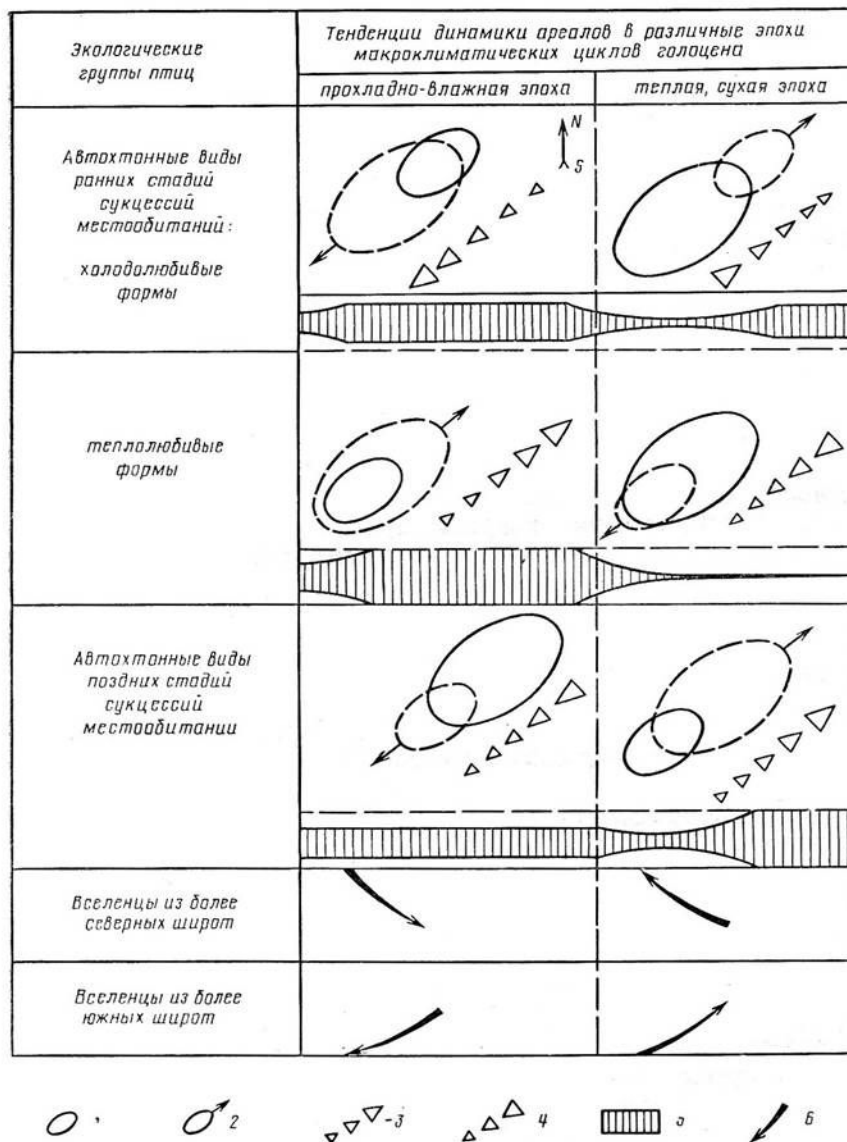 Экологические
группы птиц
Тенденции динамики ареалов в различные эпохи
макроклиматических циклов голоцена
прохладно-влажная эпоха
теплая, сухая эпоха
Автохтонные виды
ранних стадий
сукцессий
местообитаний:
холодолюбивые
формы
N
S
теплолюбивые
формы
Автохтонные виды
поздних стадий
сукцессий
местообитании
Вселенцы из более
северных широт
Вселенцы из более
южных широт
2
-3
4
6